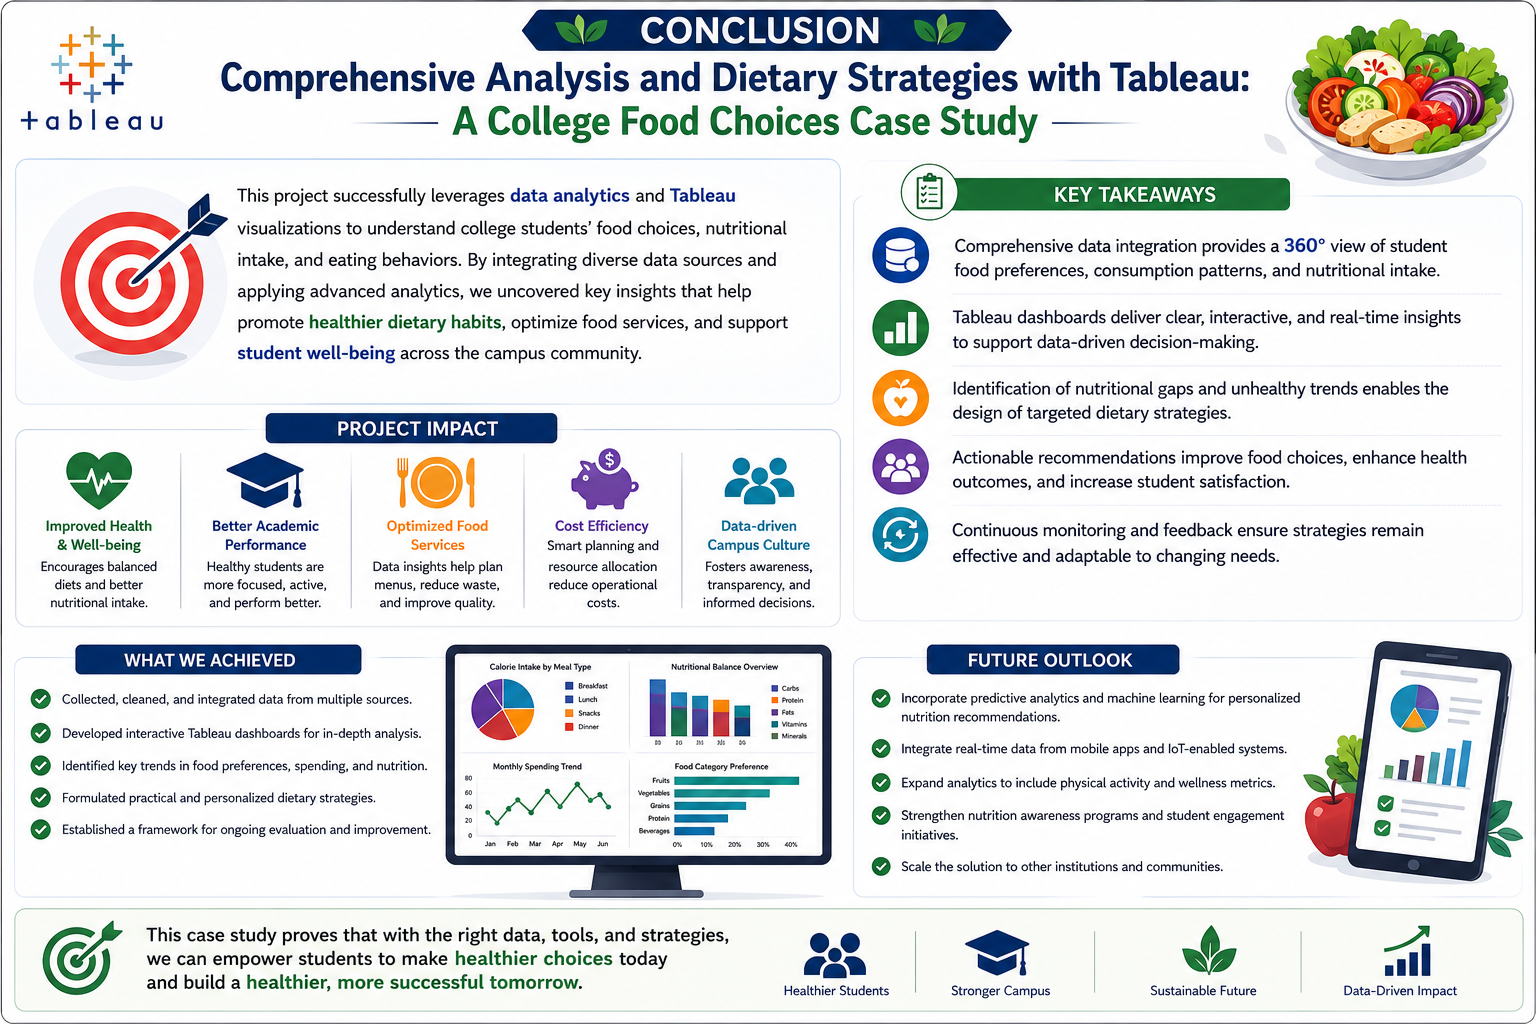 tableau
CONCLUSION
Comprehensive Analysis and Dietary Strategies with Tableau:
A College Food Choices Case Study
This project successfully leverages data analytics and Tableau
visualizations to understand college students' food choices, nutritional
intake, and eating behaviors. By integrating diverse data sources and
applying advanced analytics, we uncovered key insights that help
promote healthier dietary habits, optimize food services, and support
student well-being across the campus community.
KEY TAKEAWAYS
Comprehensive data integration provides a 360° view of student
food preferences, consumption patterns, and nutritional intake.
Tableau dashboards deliver clear, interactive, and real-time insights
to support data-driven decision-making.
Identification of nutritional gaps and unhealthy trends enables the
design of targeted dietary strategies.
Actionable recommendations improve food choices, enhance health
outcomes, and increase student satisfaction.
Continuous monitoring and feedback ensure strategies remain
effective and adaptable to changing needs.
PROJECT IMPACT
Improved Health
& Well-being
Encourages balanced
diets and better
nutritional intake.
Better Academic
Performance
Healthy students are
more focused, active,
and perform better.
Optimized Food
Services
Data insights help plan
menus, reduce waste,
and improve quality.
$
Cost Efficiency
Smart planning and
resource allocation
reduce operational
costs.
Data-driven
Campus Culture
Fosters awareness,
transparency, and
informed decisions.
WHAT WE ACHIEVED
Collected, cleaned, and integrated data from multiple sources.
Developed interactive Tableau dashboards for in-depth analysis.
Identified key trends in food preferences, spending, and nutrition.
Formulated practical and personalized dietary strategies.
Established a framework for ongoing evaluation and improvement.
Calorie Intake by Meal Type
Breakfast
Lunch
Snacks
Dinner
Nutritional Balance Overview
Carbs
Protein
Fats
Vitamins
Minerals
Monthly Spending Trend
80
60
40
20
0
Jan Feb Mar Apr May Jun
Food Category Preference
Fruits
Vegetables
Grains
Protein
Beverages
0% 10% 20% 30% 40%
FUTURE OUTLOOK
Incorporate predictive analytics and machine learning for personalized
nutrition recommendations.
Integrate real-time data from mobile apps and IoT-enabled systems.
Expand analytics to include physical activity and wellness metrics.
Strengthen nutrition awareness programs and student engagement
initiatives.
Scale the solution to other institutions and communities.
This case study proves that with the right data, tools, and strategies,
we can empower students to make healthier choices today
and build a healthier, more successful tomorrow.
Healthier Students
Stronger Campus
Sustainable Future
Data-Driven Impact